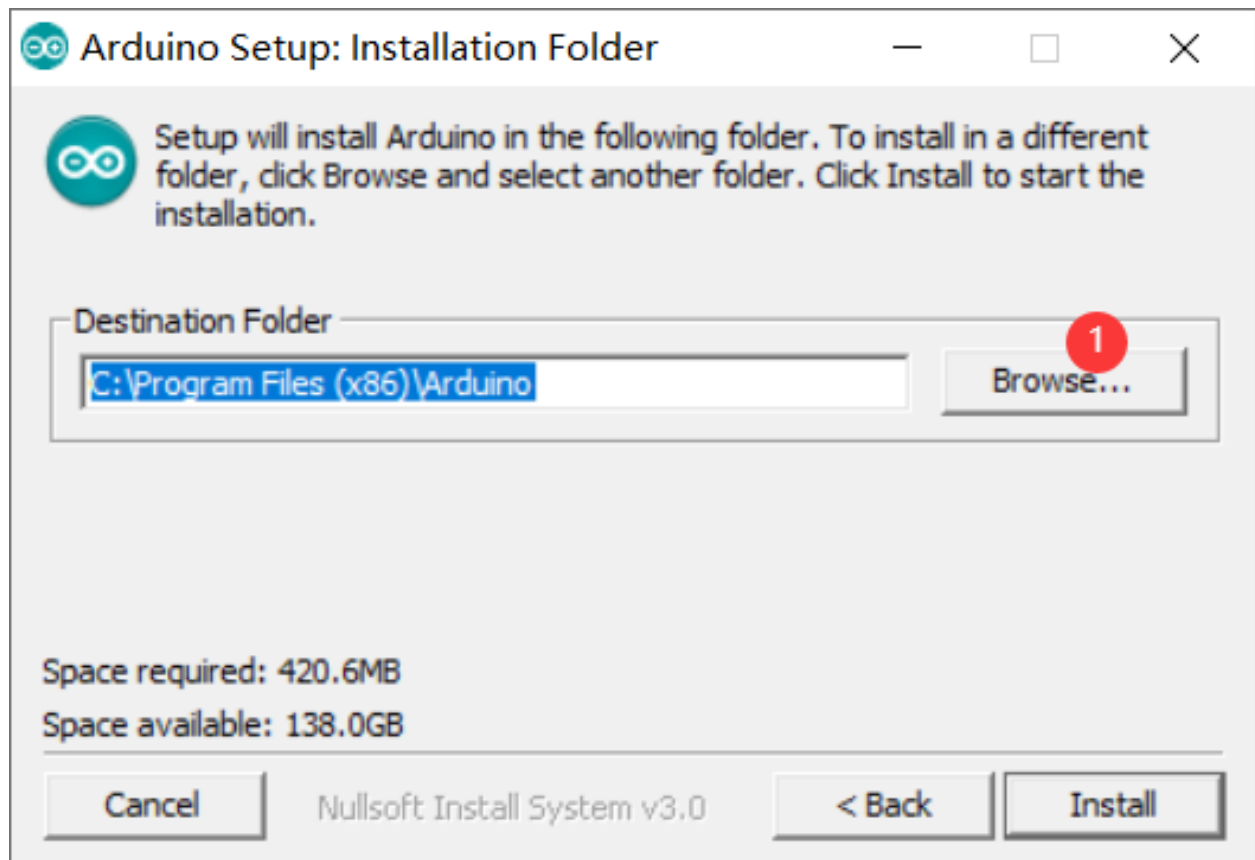 Arduino Setup: Installation Folder
Setup will install Arduino in the following folder. To install in a different
folder, click Browse and select another folder. Click Install to start the
installation.
Destination Folder
1
C:\Program Files (x86)\Arduino
Browse...
Space required: 420.6MB
Space available: 138.0GB
Cancel
Nullsoft Install System v3.0
< Back
Install